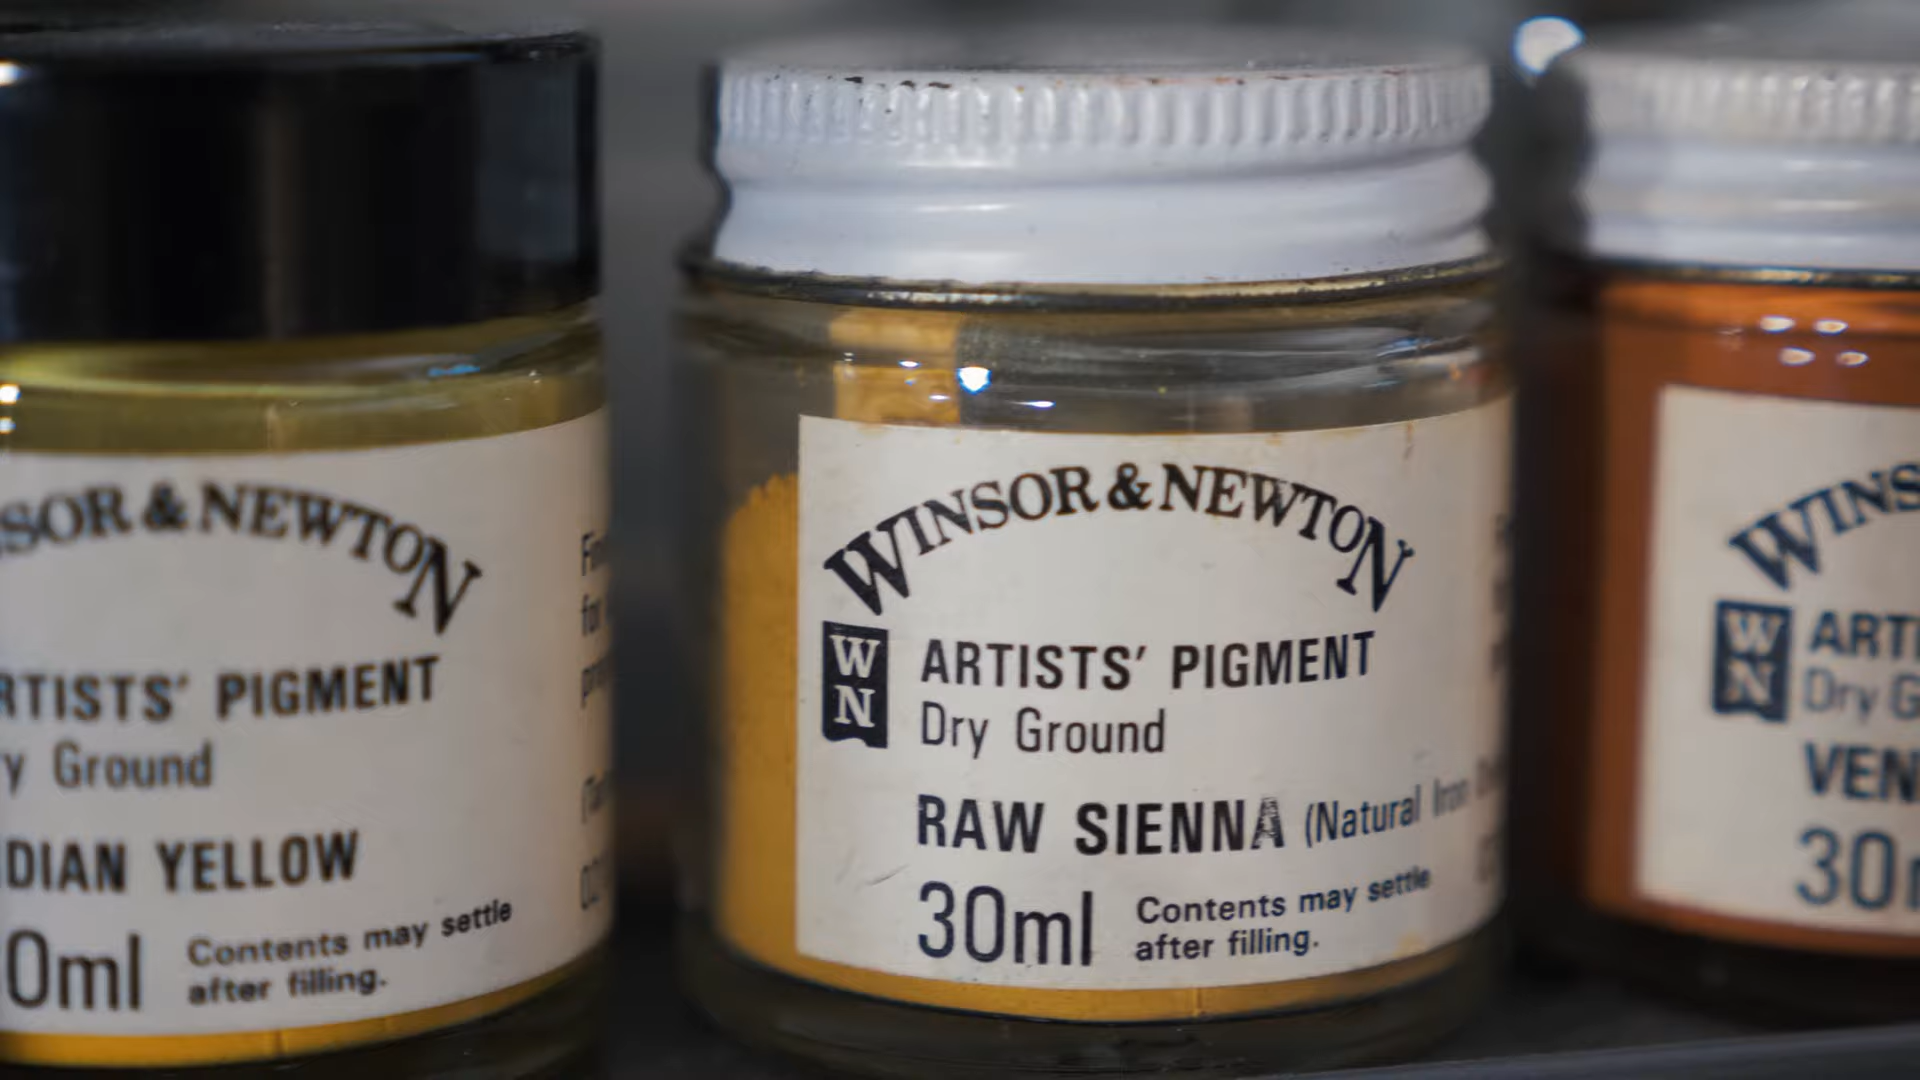 SOR & NEWTON
RTISTS' PIGMENT
y Ground
DIAN YELLOW
0ml
Contents may settle
after filling.
WINSOR & NEWTON
W
N
ARTISTS' PIGMENT
Dry Ground
RAW SIENNA (Natural Iron
30ml
Contents may settle
after filling.
WINS
W
N
ARTI
Dry G
VEN
30